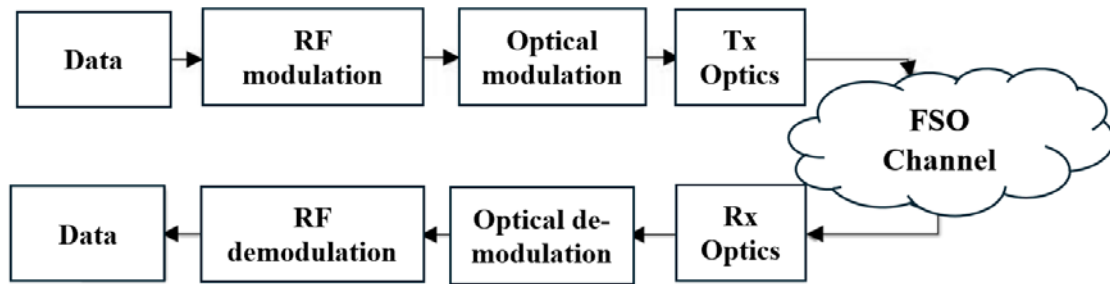 Data
RF
modulation
Optical
modulation
Tx
Optics
FSO
Channel
Data
RF
demodulation
Optical de-
modulation
Rx
Optics